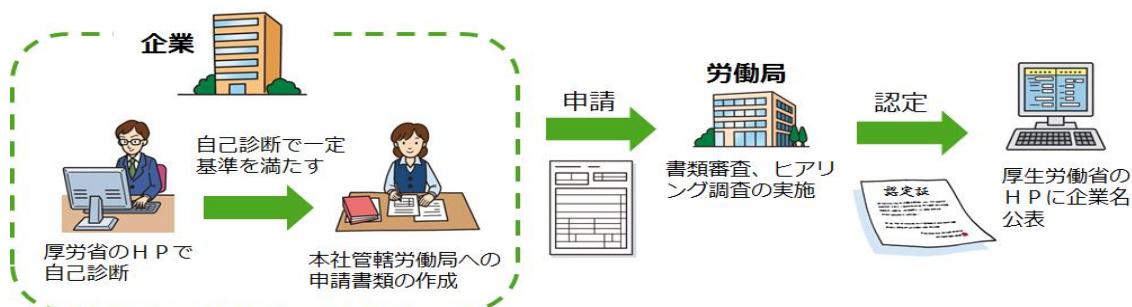 企業
厚労省のＨＰで
自己診断
自己診断で一定
基準を満たす
本社管轄労働局への
申請書類の作成
申請
労働局
書類審査、ヒアリ
ング調査の実施
認定
認定証
厚生労働省の
ＨＰに企業名
公表